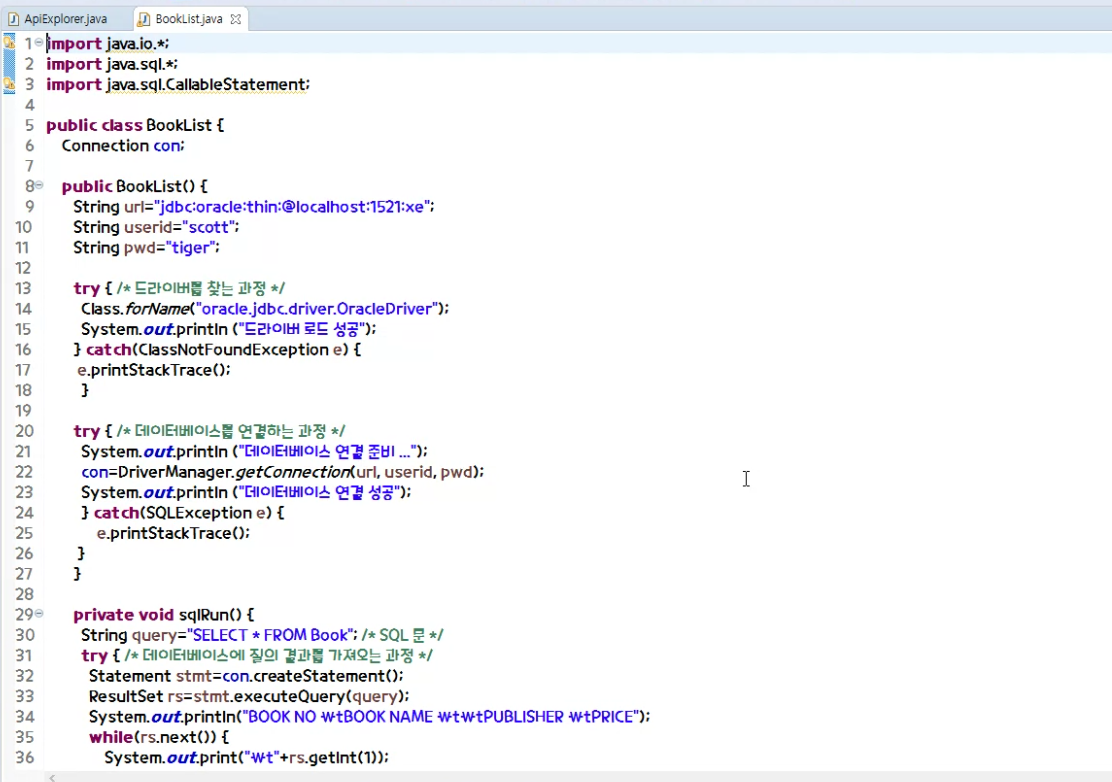 ApiExplorer.java BookList.java
1 import java.io.*;
2 import java.sql.*;
3 import java.sql.CallableStatement;
4
5 public class BookList {
6 Connection con;
7
8 public BookList() {
9 String url="jdbc:oracle:thin:@localhost:1521:xe";
10 String userid="scott";
11 String pwd="tiger";
12
13 try { /* 드라이버를 찾는 과정 */
14 Class.forName("oracle.jdbc.driver.OracleDriver");
15 System.out.println ("드라이버 로드 성공");
16 } catch(ClassNotFoundException e) {
17 e.printStackTrace();
18 }
19
20 try { /* 데이터베이스를 연결하는 과정 */
21 System.out.println ("데이터베이스 연결 준비 ...");
22 con=DriverManager.getConnection(url, userid, pwd);
23 System.out.println ("데이터베이스 연결 성공");
24 } catch(SQLException e) {
25 e.printStackTrace();
26 }
27 }
28
29 private void sqlRun() {
30 String query="SELECT * FROM Book"; /* SQL 문 */
31 try { /* 데이터베이스에 질의 결과를 가져오는 과정 */
32 Statement stmt=con.createStatement();
33 ResultSet rs=stmt.executeQuery(query);
34 System.out.println("BOOK NO ₩tBOOK NAME ₩t₩tPUBLISHER ₩tPRICE");
35 while(rs.next()) {
36 System.out.print("₩t"+rs.getInt(1));